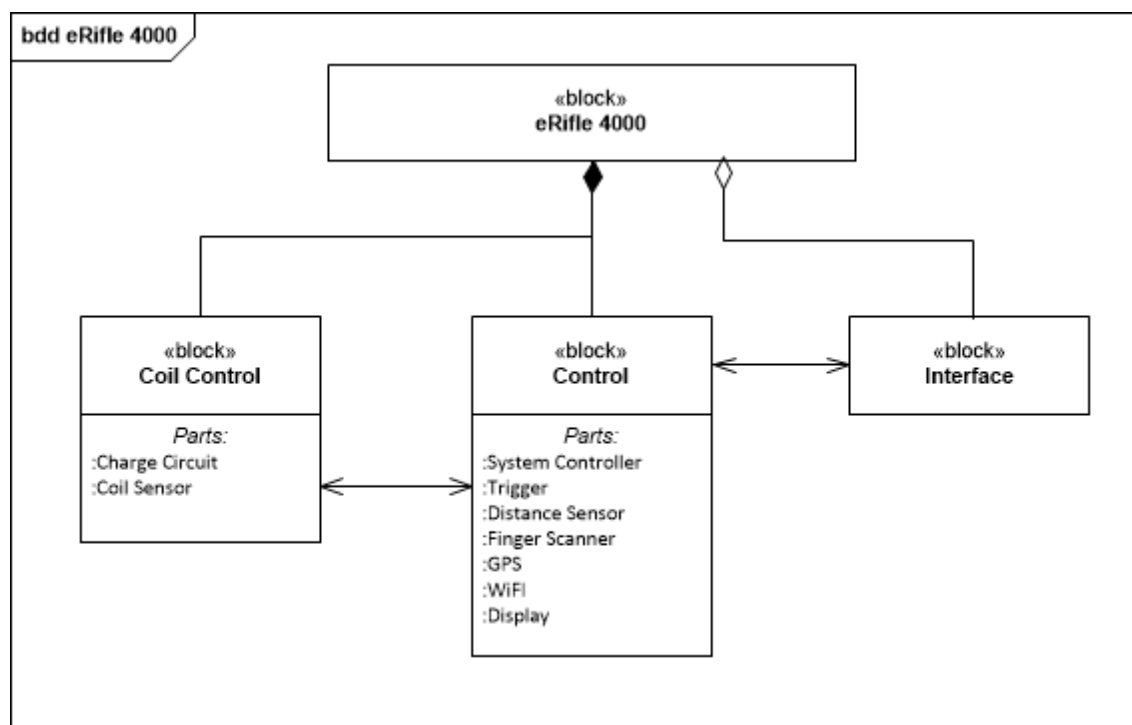 bdd eRifle 4000
«block»
eRifle 4000
«block»
Coil Control
Parts:
:Charge Circuit
:Coil Sensor
«block»
Control
Parts:
:System Controller
:Trigger
:Distance Sensor
:Finger Scanner
:GPS
:WiFI
:Display
«block»
Interface